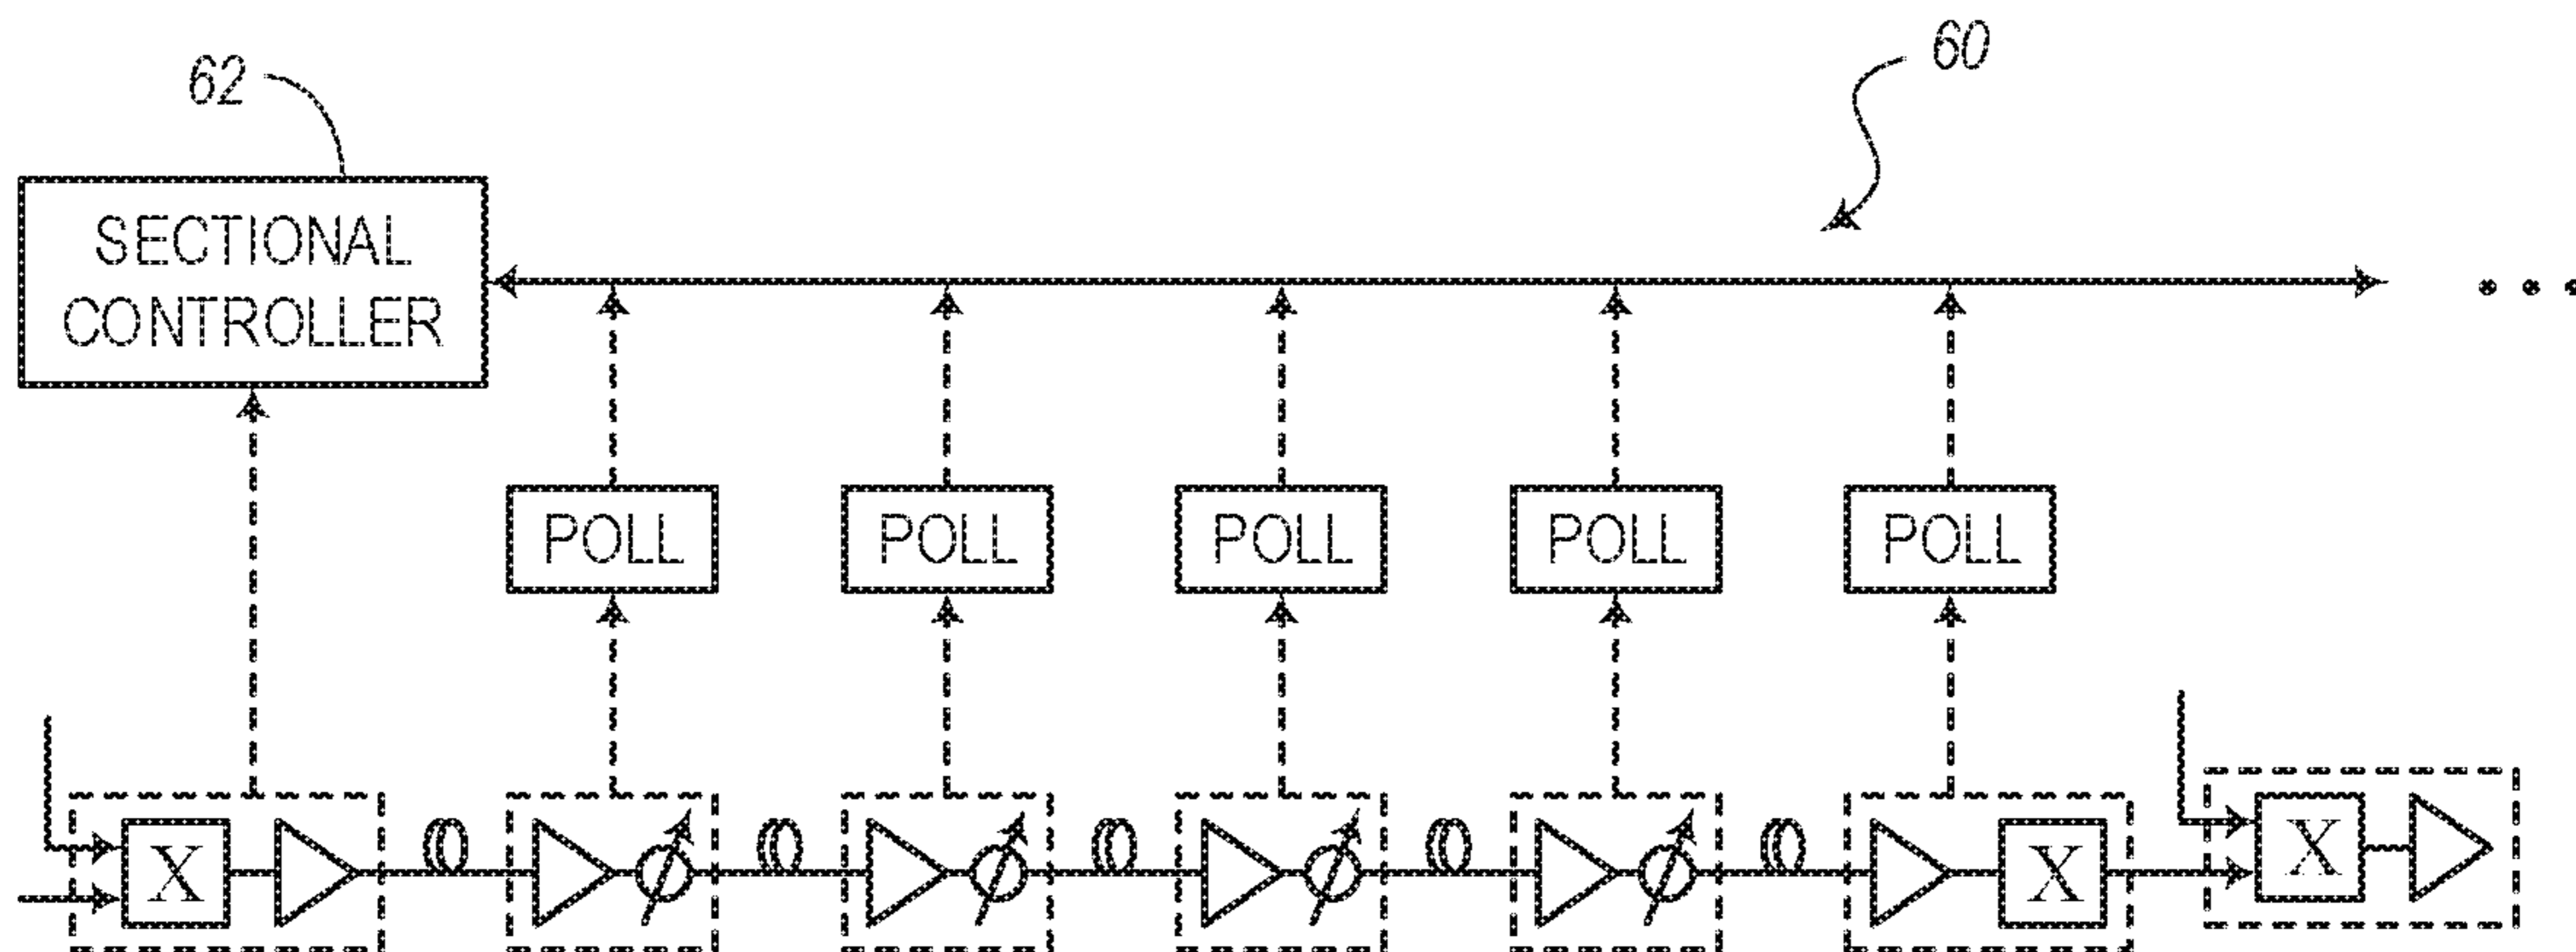 62
60
SECTIONAL
CONTROLLER
...
POLL POLL POLL POLL POLL
X X X